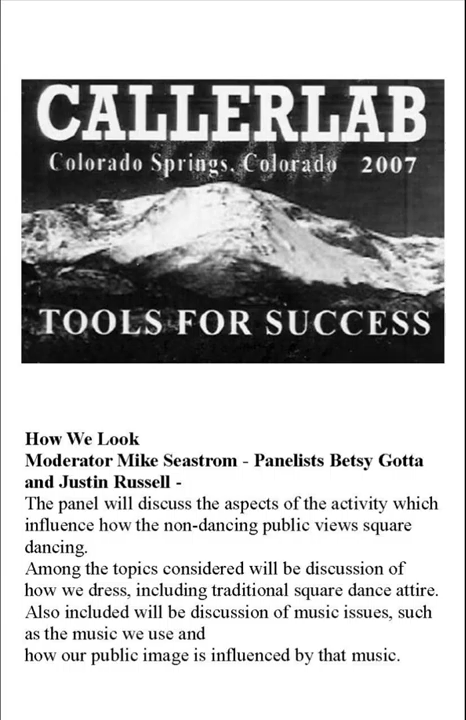 CALLERLAB
Colorado Springs, Colorado 2007
TOOLS FOR SUCCESS
How We Look
Moderator Mike Seastrom - Panelists Betsy Gotta
and Justin Russell -
The panel will discuss the aspects of the activity which
influence how the non-dancing public views square
dancing.
Among the topics considered will be discussion of
how we dress, including traditional square dance attire.
Also included will be discussion of music issues, such
as the music we use and
how our public image is influenced by that music.